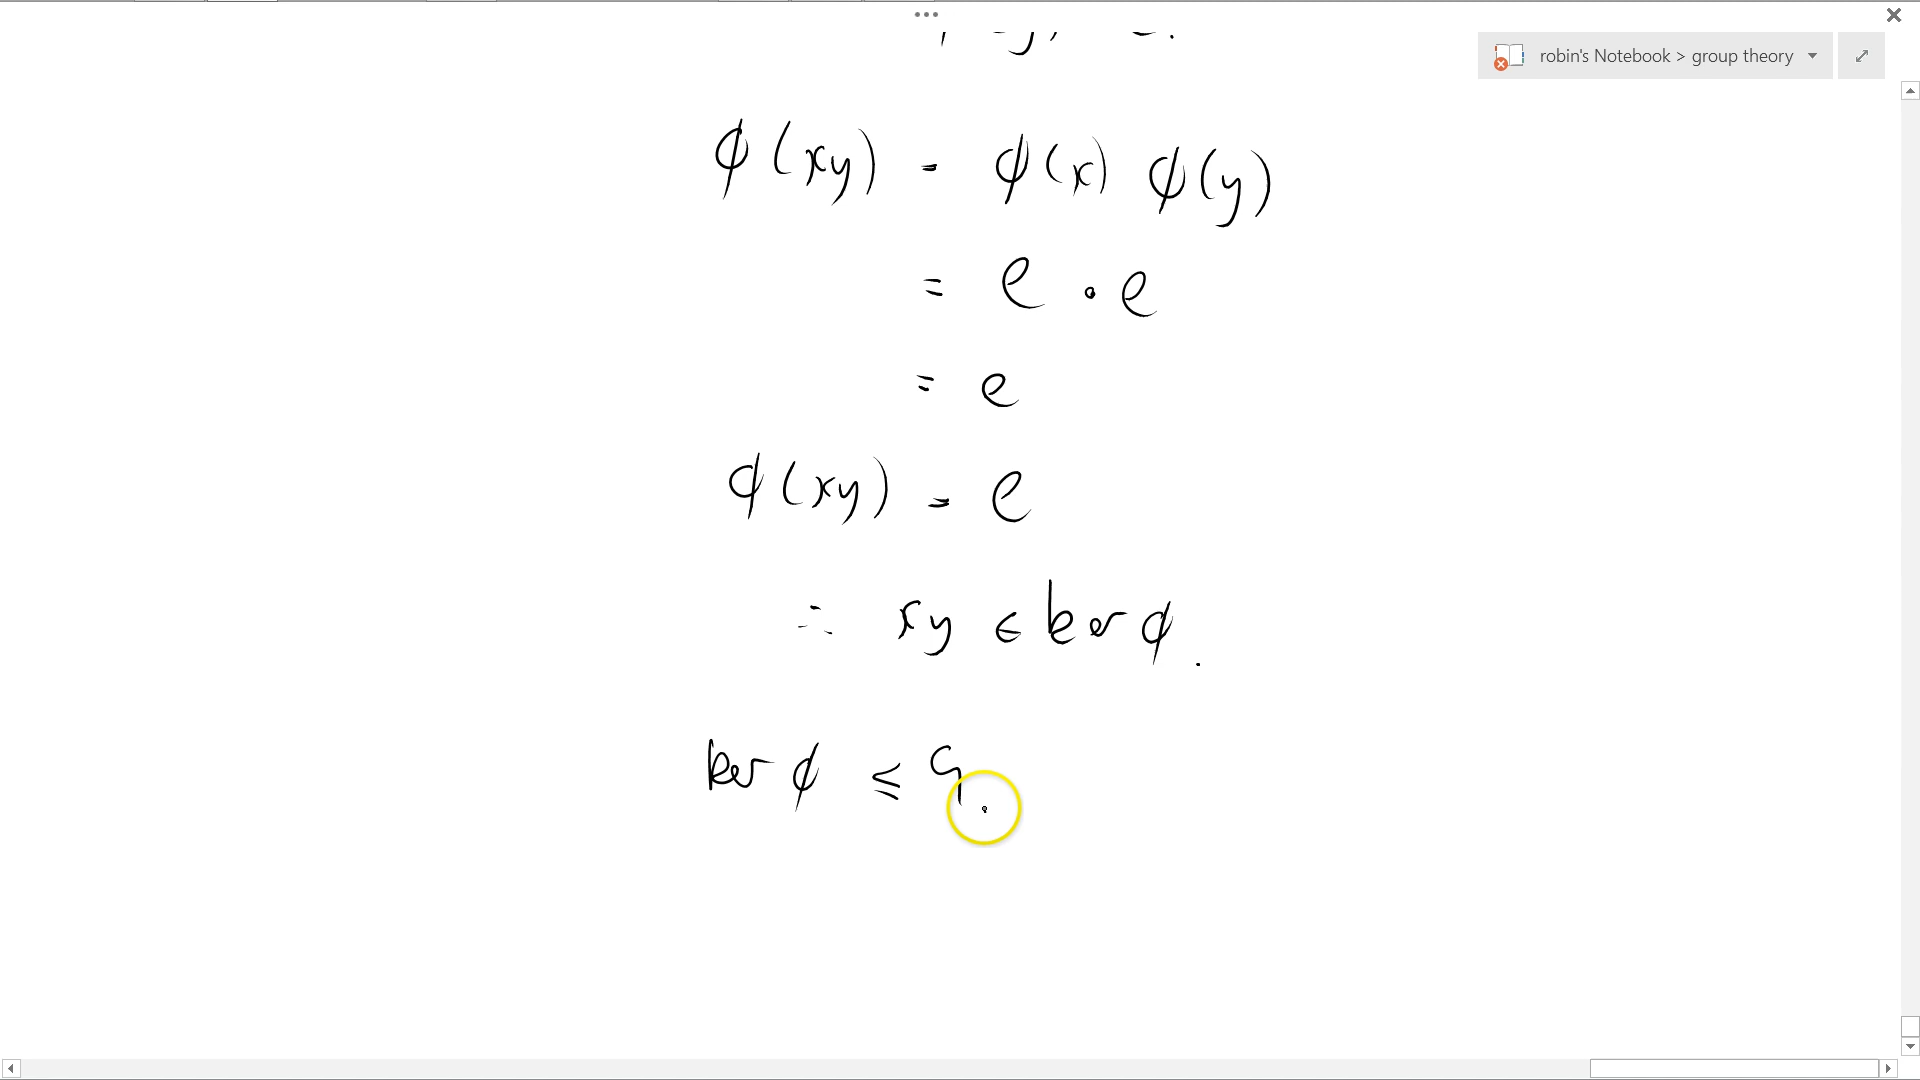 robin's Notebook > group theory
ϕ(xy) = ϕ(x) ϕ(y)
= e · e
= e
ϕ(xy) = e
∴ xy ∈ ker ϕ.
ker ϕ ≤ G.